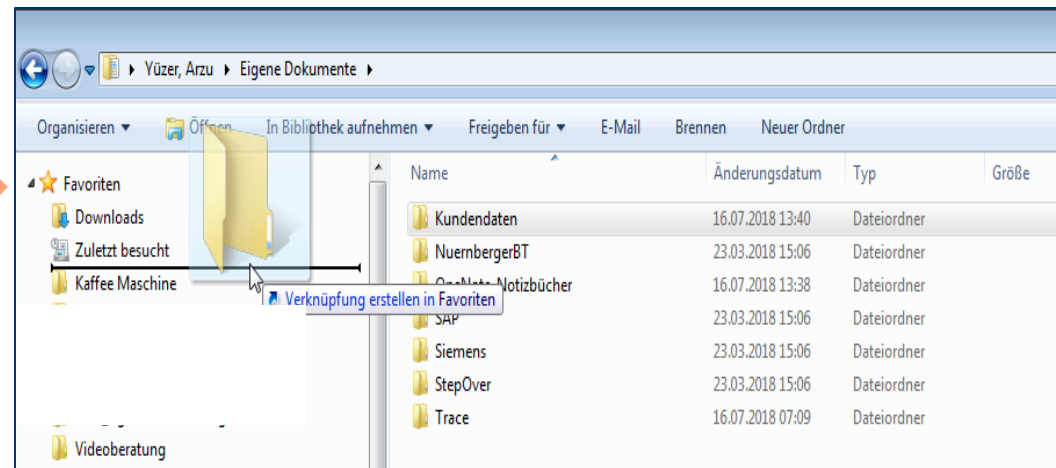 Yüzer, Arzu Eigene Dokumente
Organisieren Öffnen In Bibliothek aufnehmen Freigeben für E-Mail Brennen Neuer Ordner
Favoriten
Downloads
Zuletzt besucht
Kaffee Maschine
Videoberatung
Verknüpfung erstellen in Favoriten
Name Änderungsdatum Typ Größe
Kundendaten 16.07.2018 13:40 Dateiordner
NuernbergerBT 23.03.2018 15:06 Dateiordner
OneNote-Notizbücher 16.07.2018 13:38 Dateiordner
SAP 23.03.2018 15:06 Dateiordner
Siemens 23.03.2018 15:06 Dateiordner
StepOver 23.03.2018 15:06 Dateiordner
Trace 16.07.2018 07:09 Dateiordner